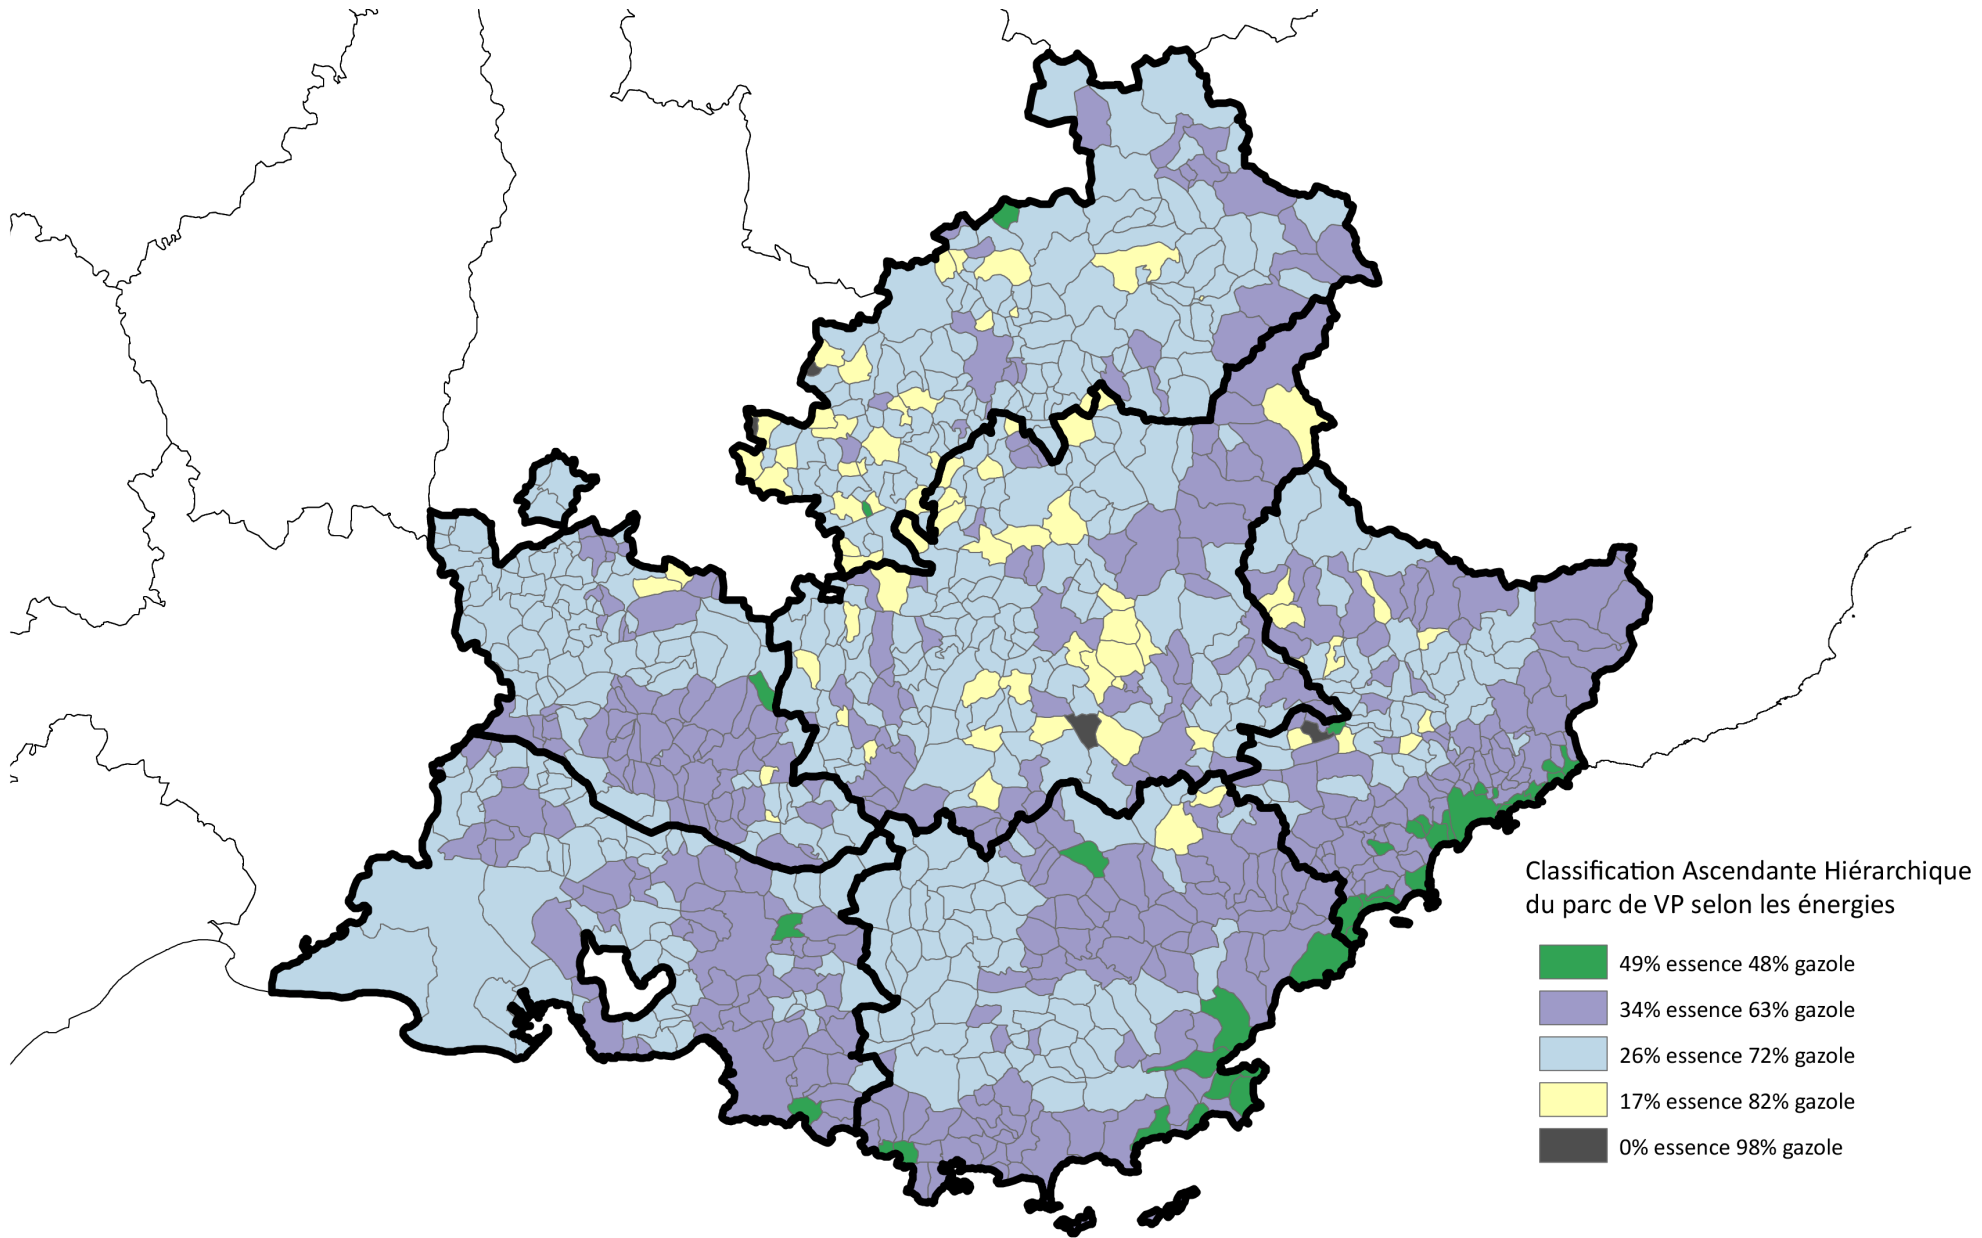 Classification Ascendante Hiérarchique
du parc de VP selon les énergies
49% essence 48% gazole
34% essence 63% gazole
26% essence 72% gazole
17% essence 82% gazole
0% essence 98% gazole